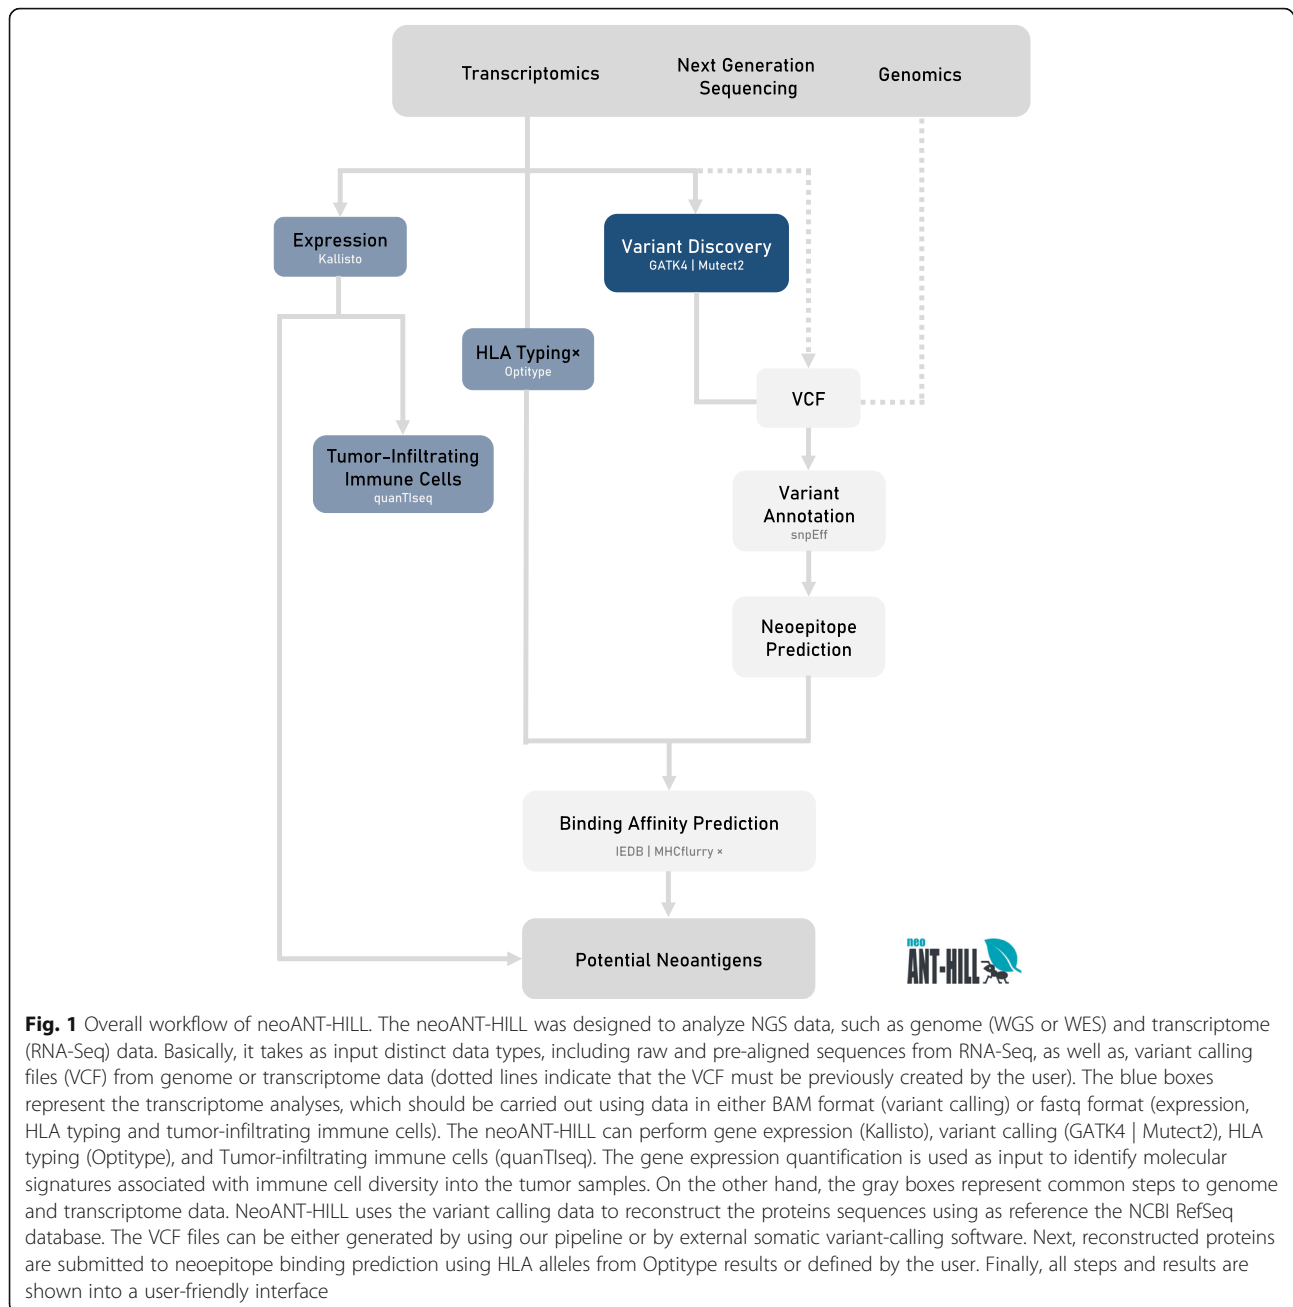 Transcriptomics
Next Generation
Sequencing
Genomics
Expression
Kallisto
Variant Discovery
GATK4 | Mutect2
HLA Typing×
Optitype
VCF
Tumor-Infiltrating
Immune Cells
quanTIseq
Variant
Annotation
snpEff
Neoepitope
Prediction
Binding Affinity Prediction
IEDB | MHCflurry ×
Potential Neoantigens
neo
ANT-HILL
Fig. 1 Overall workflow of neoANT-HILL. The neoANT-HILL was designed to analyze NGS data, such as genome (WGS or WES) and transcriptome
(RNA-Seq) data. Basically, it takes as input distinct data types, including raw and pre-aligned sequences from RNA-Seq, as well as, variant calling
files (VCF) from genome or transcriptome data (dotted lines indicate that the VCF must be previously created by the user). The blue boxes
represent the transcriptome analyses, which should be carried out using data in either BAM format (variant calling) or fastq format (expression,
HLA typing and tumor-infiltrating immune cells). The neoANT-HILL can perform gene expression (Kallisto), variant calling (GATK4 | Mutect2), HLA
typing (Optitype), and Tumor-infiltrating immune cells (quanTIseq). The gene expression quantification is used as input to identify molecular
signatures associated with immune cell diversity into the tumor samples. On the other hand, the gray boxes represent common steps to genome
and transcriptome data. NeoANT-HILL uses the variant calling data to reconstruct the proteins sequences using as reference the NCBI RefSeq
database. The VCF files can be either generated by using our pipeline or by external somatic variant-calling software. Next, reconstructed proteins
are submitted to neoepitope binding prediction using HLA alleles from Optitype results or defined by the user. Finally, all steps and results are
shown into a user-friendly interface